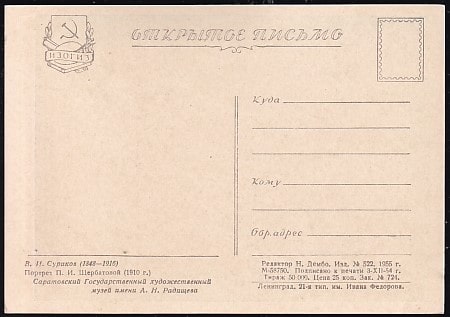 ИЗОГИЗ
ОТКРЫТОЕ ПИСЬМО
Куда
Кому
Обр. адрес
В. И. Суриков (1848—1916)
Портрет П. И. Щербатовой (1910 г.)
Саратовский Государственный художественный
музей имени А. Н. Радищева
Редактор Н. Дембо. Изд. № 522. 1955 г.
М-58750. Подписано к печати 3-XII-54 г.
Тираж 50 000. Цена 25 коп. Зак. № 724.
Ленинград, 21-я тип. им. Ивана Федорова.